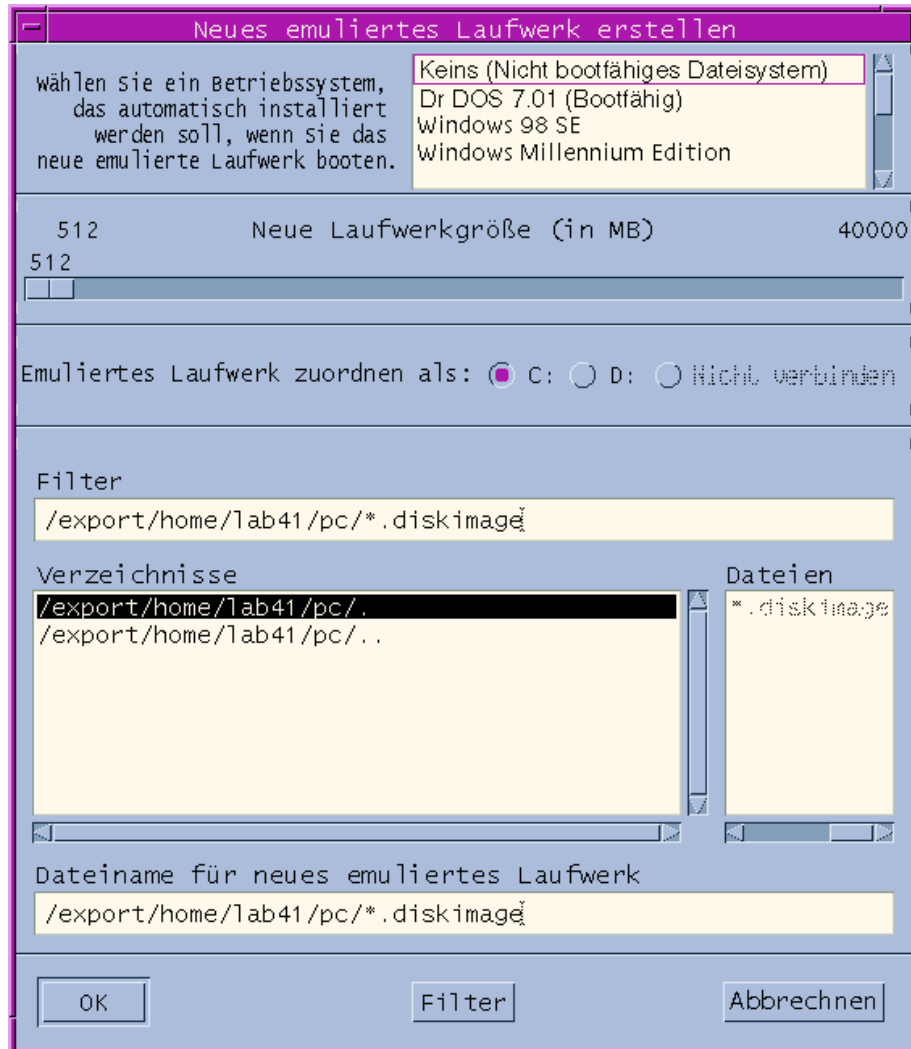 Neues emuliertes Laufwerk erstellen
Wählen Sie ein Betriebssystem,
das automatisch installiert
werden soll, wenn Sie das
neue emulierte Laufwerk booten.
Keins (Nicht bootfähiges Dateisystem)
Dr DOS 7.01 (Bootfähig)
Windows 98 SE
Windows Millennium Edition
512 Neue Laufwerkgröße (in MB) 40000
512
Emuliertes Laufwerk zuordnen als: C: D: Nicht verbinden
Filter
/export/home/lab41/pc/*.diskimage
Verzeichnisse
/export/home/lab41/pc/.
/export/home/lab41/pc/..
Dateien
*.diskimage
Dateiname für neues emuliertes Laufwerk
/export/home/lab41/pc/*.diskimage
OK Filter Abbrechnen